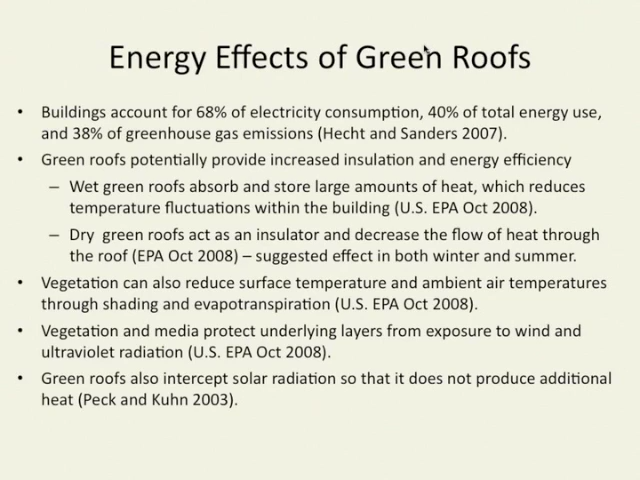 Energy Effects of Green Roofs
• Buildings account for 68% of electricity consumption, 40% of total energy use,
and 38% of greenhouse gas emissions (Hecht and Sanders 2007).
• Green roofs potentially provide increased insulation and energy efficiency
– Wet green roofs absorb and store large amounts of heat, which reduces
temperature fluctuations within the building (U.S. EPA Oct 2008).
– Dry  green roofs act as an insulator and decrease the flow of heat through
the roof (EPA Oct 2008) – suggested effect in both winter and summer.
• Vegetation can also reduce surface temperature and ambient air temperatures
through shading and evapotranspiration (U.S. EPA Oct 2008).
• Vegetation and media protect underlying layers from exposure to wind and
ultraviolet radiation (U.S. EPA Oct 2008).
• Green roofs also intercept solar radiation so that it does not produce additional
heat (Peck and Kuhn 2003).